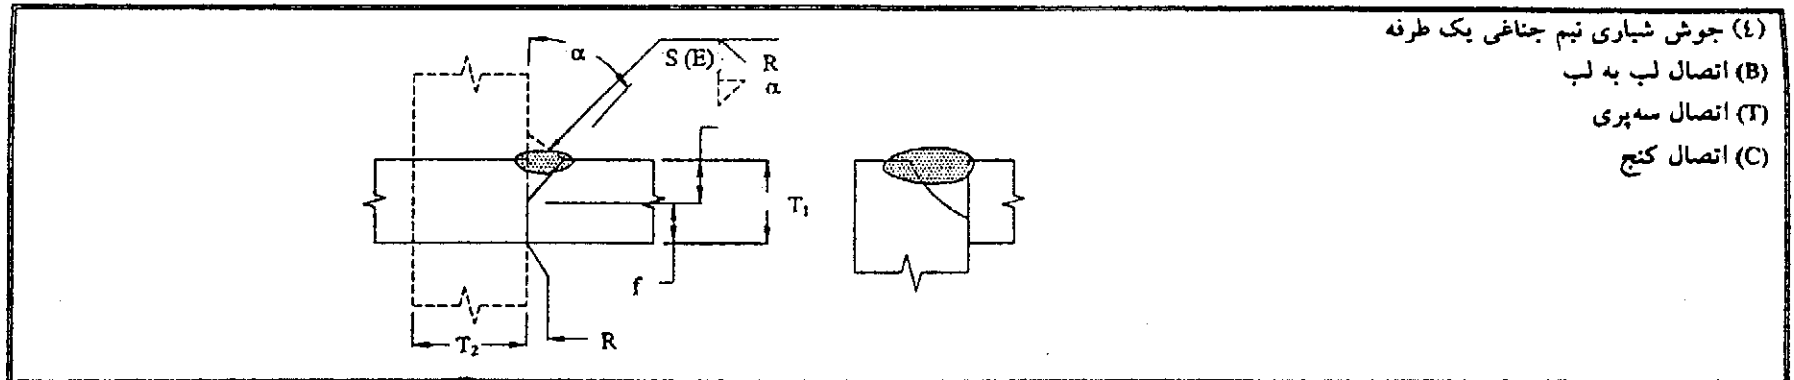 (٤) جوش شیاری نیم جناغی یک طرفه
(B) اتصال لب به لب
(T) اتصال سه‌پری
(C) اتصال کنج
α
S (E)
R
α
T₁
f
T₂
R